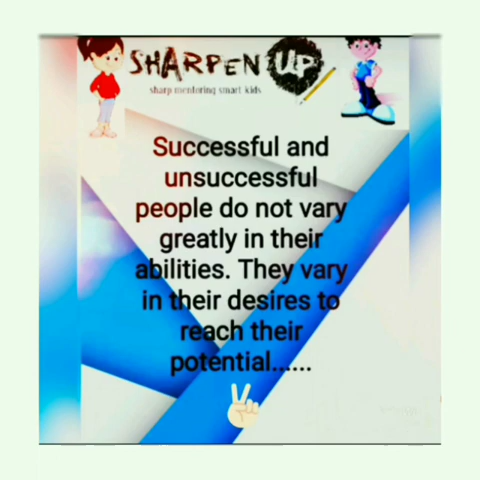 SHARPEN UP
sharp mentoring smart kids
Successful and
unsuccessful
people do not vary
greatly in their
abilities. They vary
in their desires to
reach their
potential......